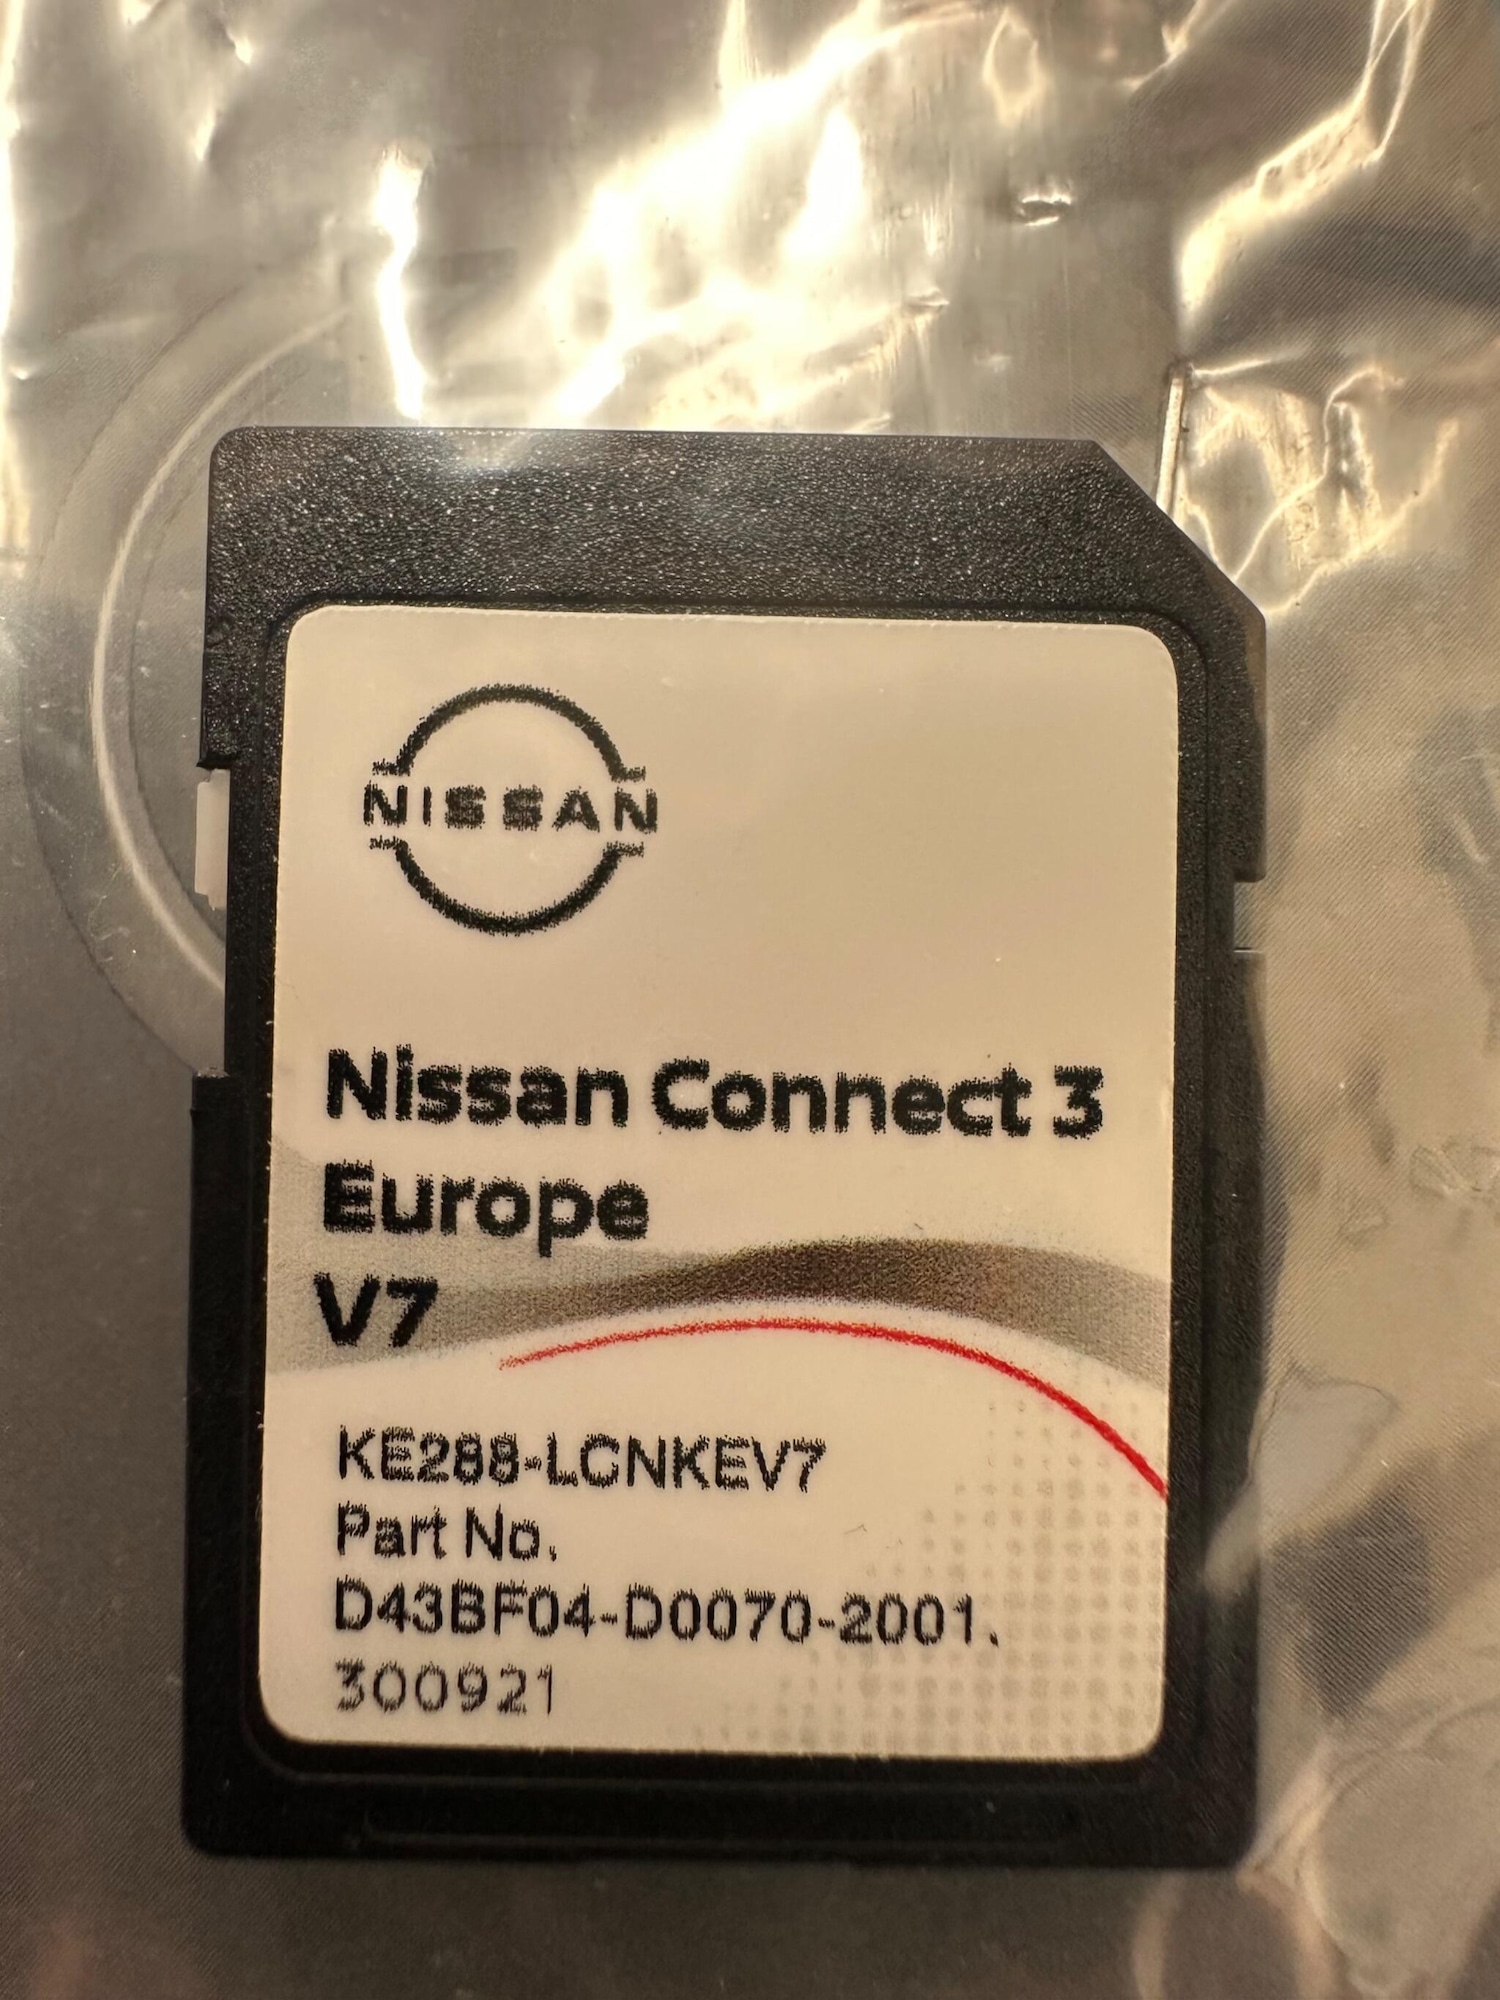 NISSAN
Nissan Connect 3
Europe
V7
KE288-LCNKEV7
Part No.
D43BF04-D0070-2001.
300921